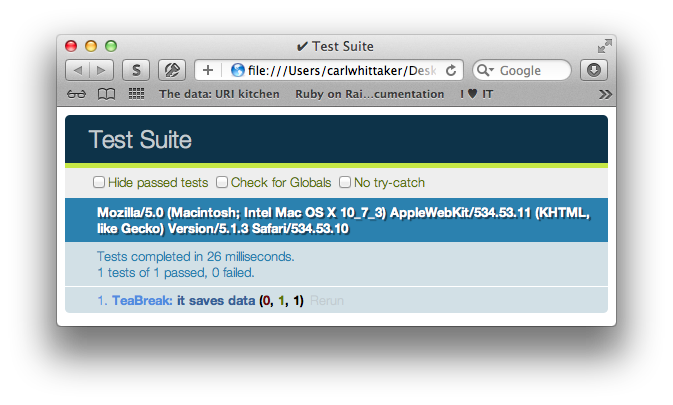 ✔ Test Suite
S
file:///Users/carlwhittaker/Desk
Google
The data: URI kitchen Ruby on Rai...cumentation I ♥ IT
Test Suite
Hide passed tests Check for Globals No try-catch
Mozilla/5.0 (Macintosh; Intel Mac OS X 10_7_3) AppleWebKit/534.53.11 (KHTML,
like Gecko) Version/5.1.3 Safari/534.53.10
Tests completed in 26 milliseconds.
1 tests of 1 passed, 0 failed.
1. TeaBreak: it saves data (0, 1, 1) Rerun